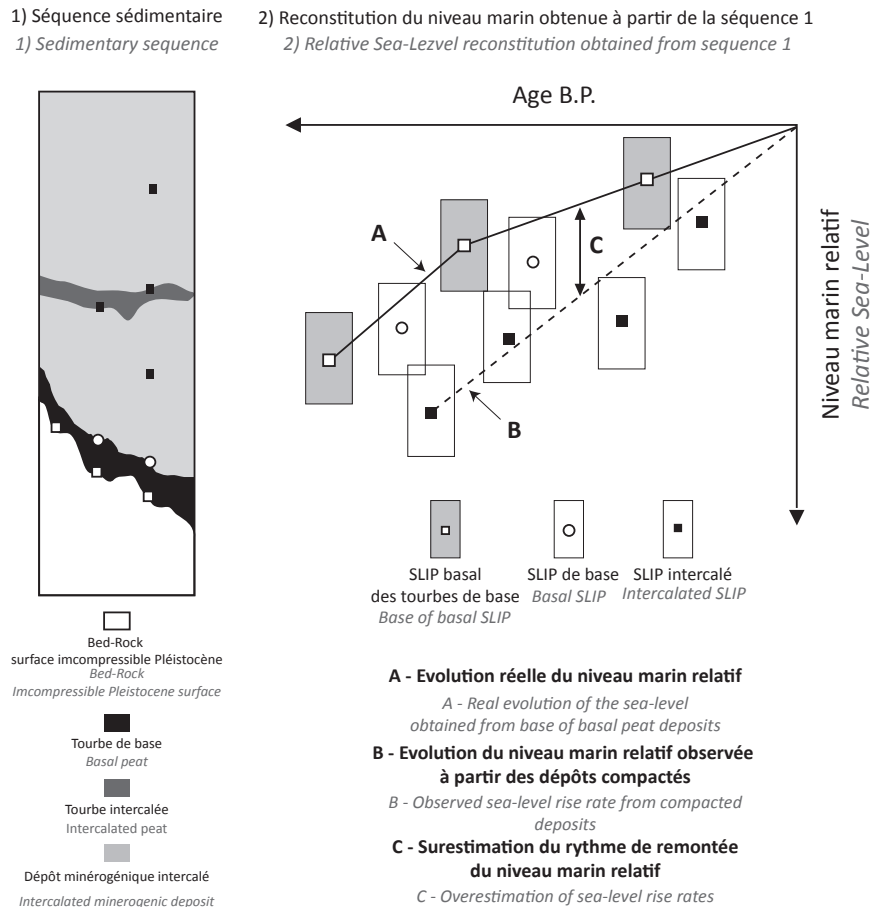 1) Séquence sédimentaire
1) Sedimentary sequence
2) Reconstitution du niveau marin obtenue à partir de la séquence 1
2) Relative Sea-Lezvel reconstitution obtained from sequence 1
Age B.P.
A
C
B
Niveau marin relatif
Relative Sea-Level
SLIP basal
des tourbes de base
Base of basal SLIP
SLIP de base
Basal SLIP
SLIP intercalé
Intercalated SLIP
Bed-Rock
surface imcompressible Pléistocène
Bed-Rock
Imcompressible Pleistocene surface
Tourbe de base
Basal peat
Tourbe intercalée
Intercalated peat
Dépôt minérogénique intercalé
Intercalated minerogenic deposit
A - Evolution réelle du niveau marin relatif
A - Real evolution of the sea-level
obtained from base of basal peat deposits
B - Evolution du niveau marin relatif observée
à partir des dépôts compactés
B - Observed sea-level rise rate from compacted
deposits
C - Surestimation du rythme de remontée
du niveau marin relatif
C - Overestimation of sea-level rise rates